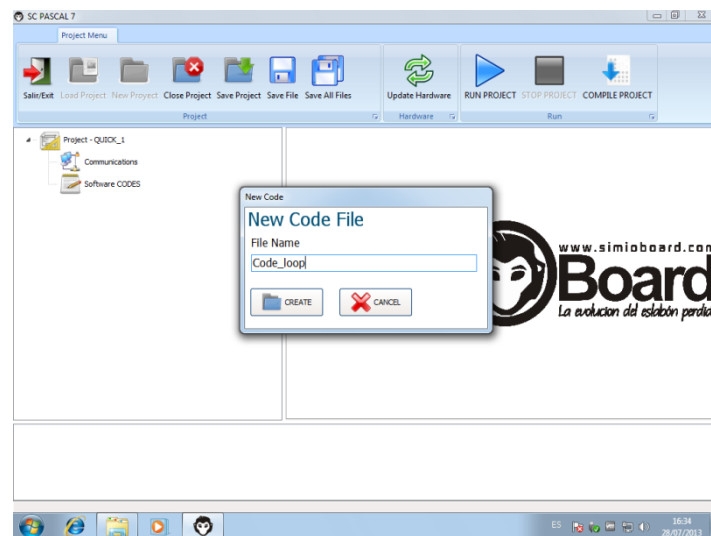 SC PASCAL 7
Project Menu
Salir/Exit Load Project New Proyect Close Project Save Project Save File Save All Files Update Hardware RUN PROJECT STOP PROJECT COMPILE PROJECT
Project Hardware Run
Project - QUICK_1
Communications
Software CODES
New Code
New Code File
File Name
Code_loop
CREATE CANCEL
www.simioboard.com
Board
La evolucion del eslabón perdid
ES 16:34
28/07/2013